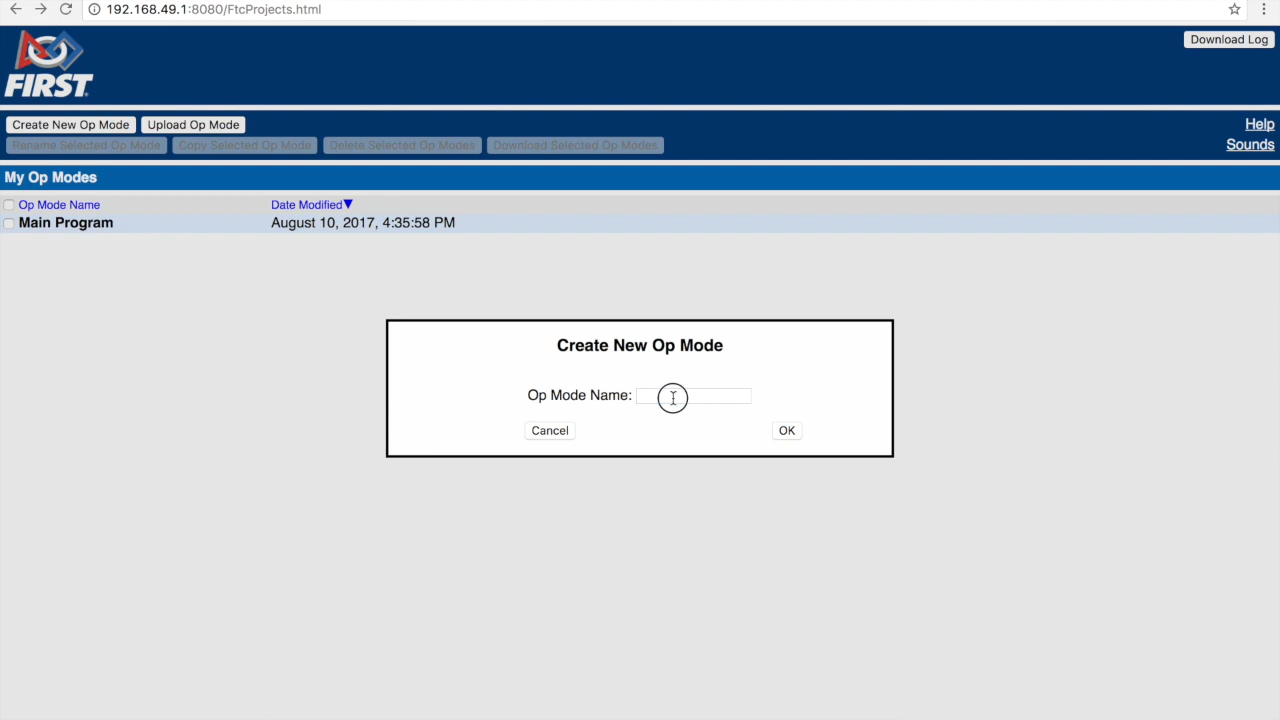 192.168.49.1:8080/FtcProjects.html
FIRST
Download Log
Create New Op Mode Upload Op Mode Help
Rename Selected Op Mode Copy Selected Op Mode Delete Selected Op Modes Download Selected Op Modes Sounds
My Op Modes
Op Mode Name Date Modified▼
Main Program August 10, 2017, 4:35:58 PM
Create New Op Mode
Op Mode Name:
Cancel OK